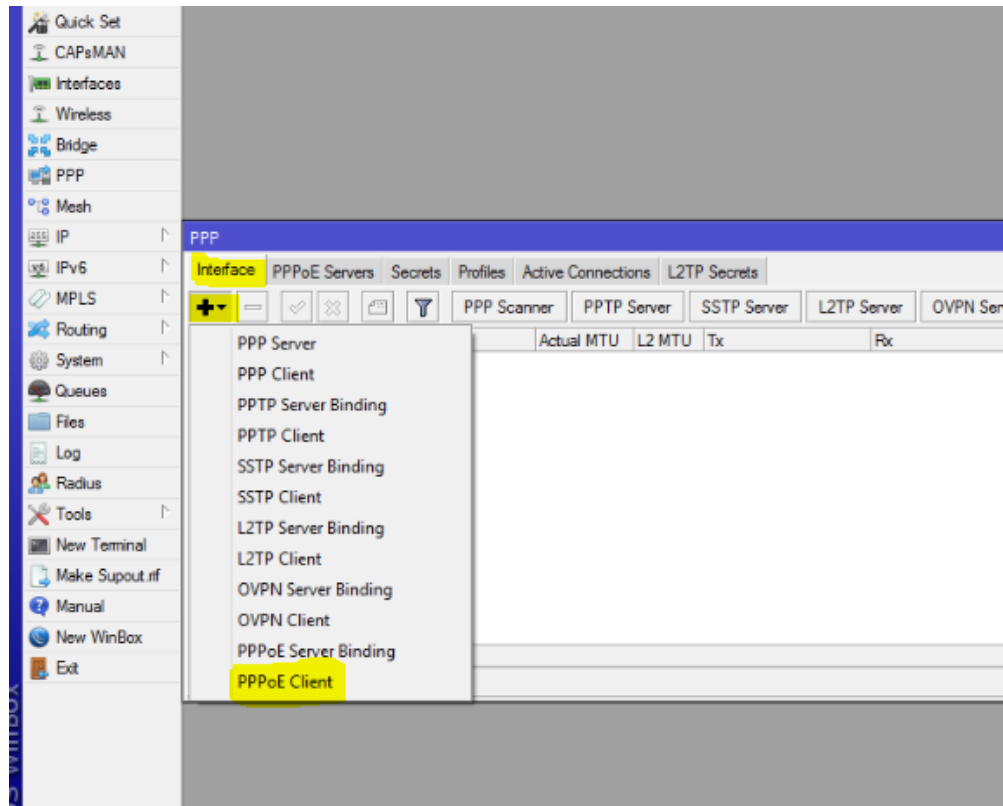 Quick Set
CAPsMAN
Interfaces
Wireless
Bridge
PPP
Mesh
IP
IPv6
MPLS
Routing
System
Queues
Files
Log
Radius
Tools
New Terminal
Make Supout.rif
Manual
New WinBox
Exit
PPP
Interface PPPoE Servers Secrets Profiles Active Connections L2TP Secrets
PPP Scanner PPTP Server SSTP Server L2TP Server OVPN Ser
Actual MTU L2 MTU Tx Rx
PPP Server
PPP Client
PPTP Server Binding
PPTP Client
SSTP Server Binding
SSTP Client
L2TP Server Binding
L2TP Client
OVPN Server Binding
OVPN Client
PPPoE Server Binding
PPPoE Client
S WinBox